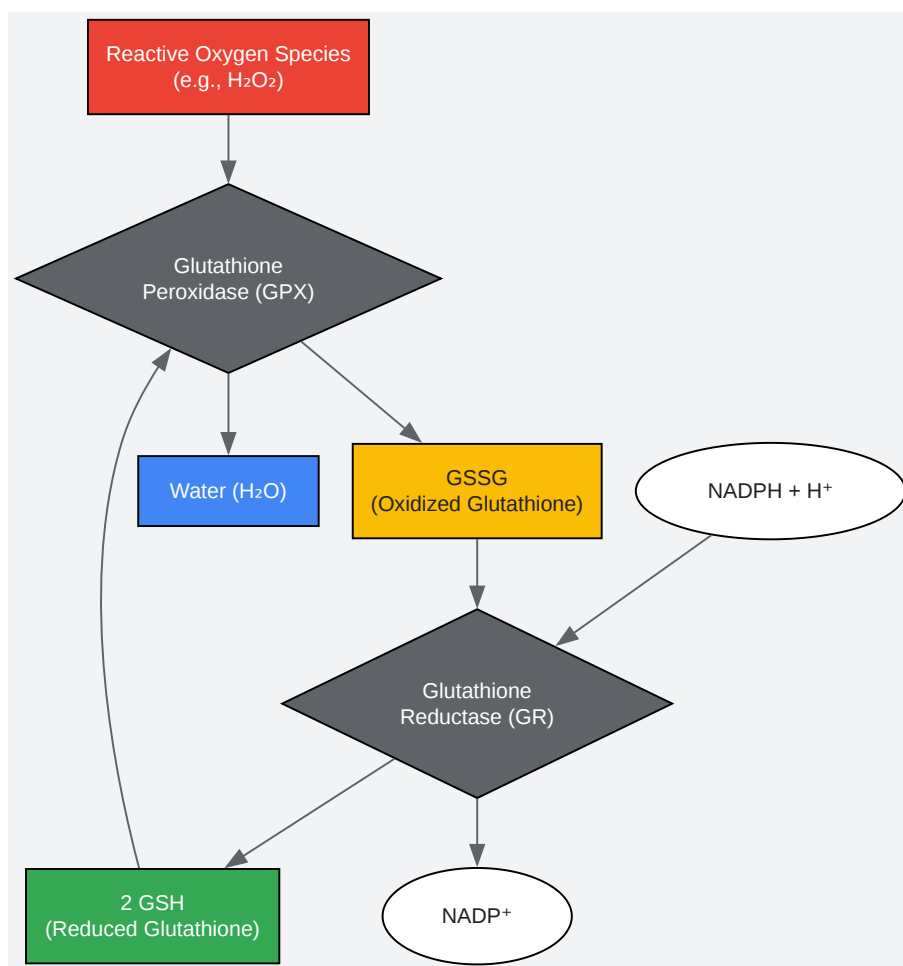 Reactive Oxygen Species
(e.g., H₂O₂)
Glutathione
Peroxidase (GPX)
Water (H₂O)
GSSG
(Oxidized Glutathione)
NADPH + H⁺
Glutathione
Reductase (GR)
2 GSH
(Reduced Glutathione)
NADP⁺